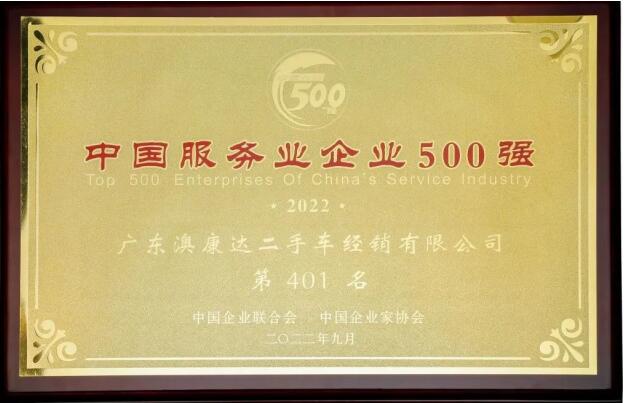 500
中国服务业企业500强
Top 500 Enterprises Of China's Service Industry
2022
广东澳康达二手车经销有限公司
第 401 名
中国企业联合会 中国企业家协会
二〇二二年九月